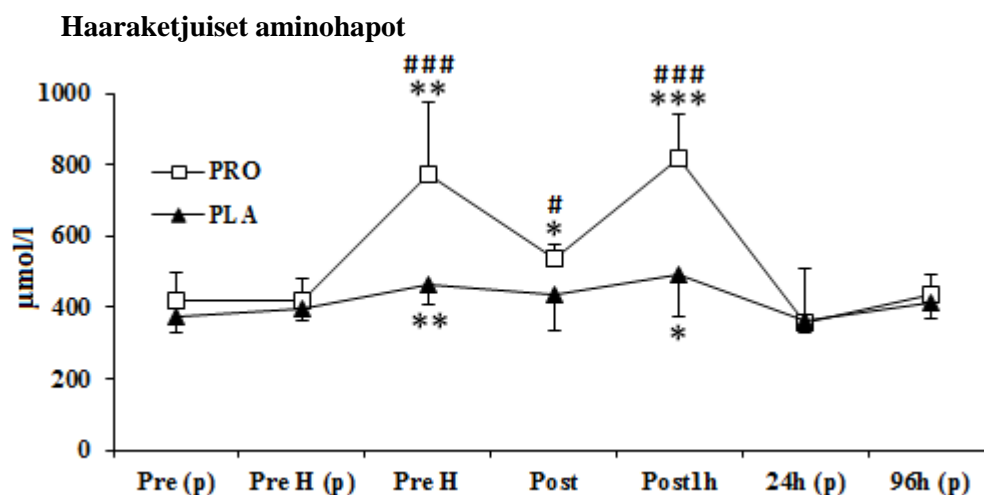 Haaraketjuiset aminohapot
### ###
** ***
1000
800
PRO
PLA
600
#
*
µmol/l
400
** *
200
0
Pre (p) Pre H (p) Pre H Post Post1h 24h (p) 96h (p)